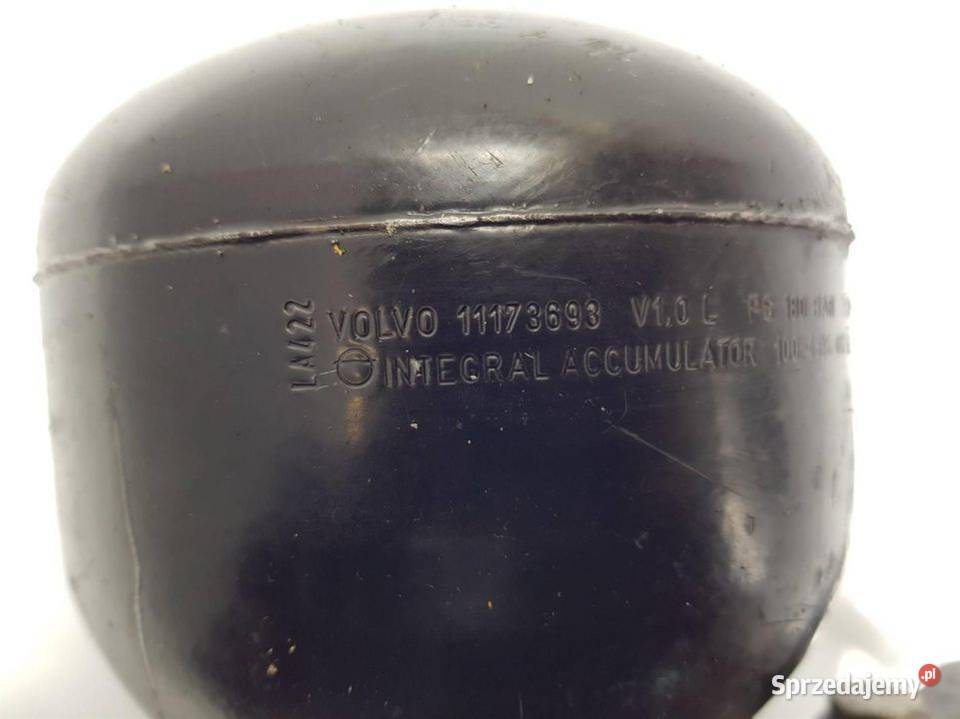 LA422
VOLVO 11173693 V1,0 L
INTEGRAL ACCUMULATOR
Sprzedajemy.pl